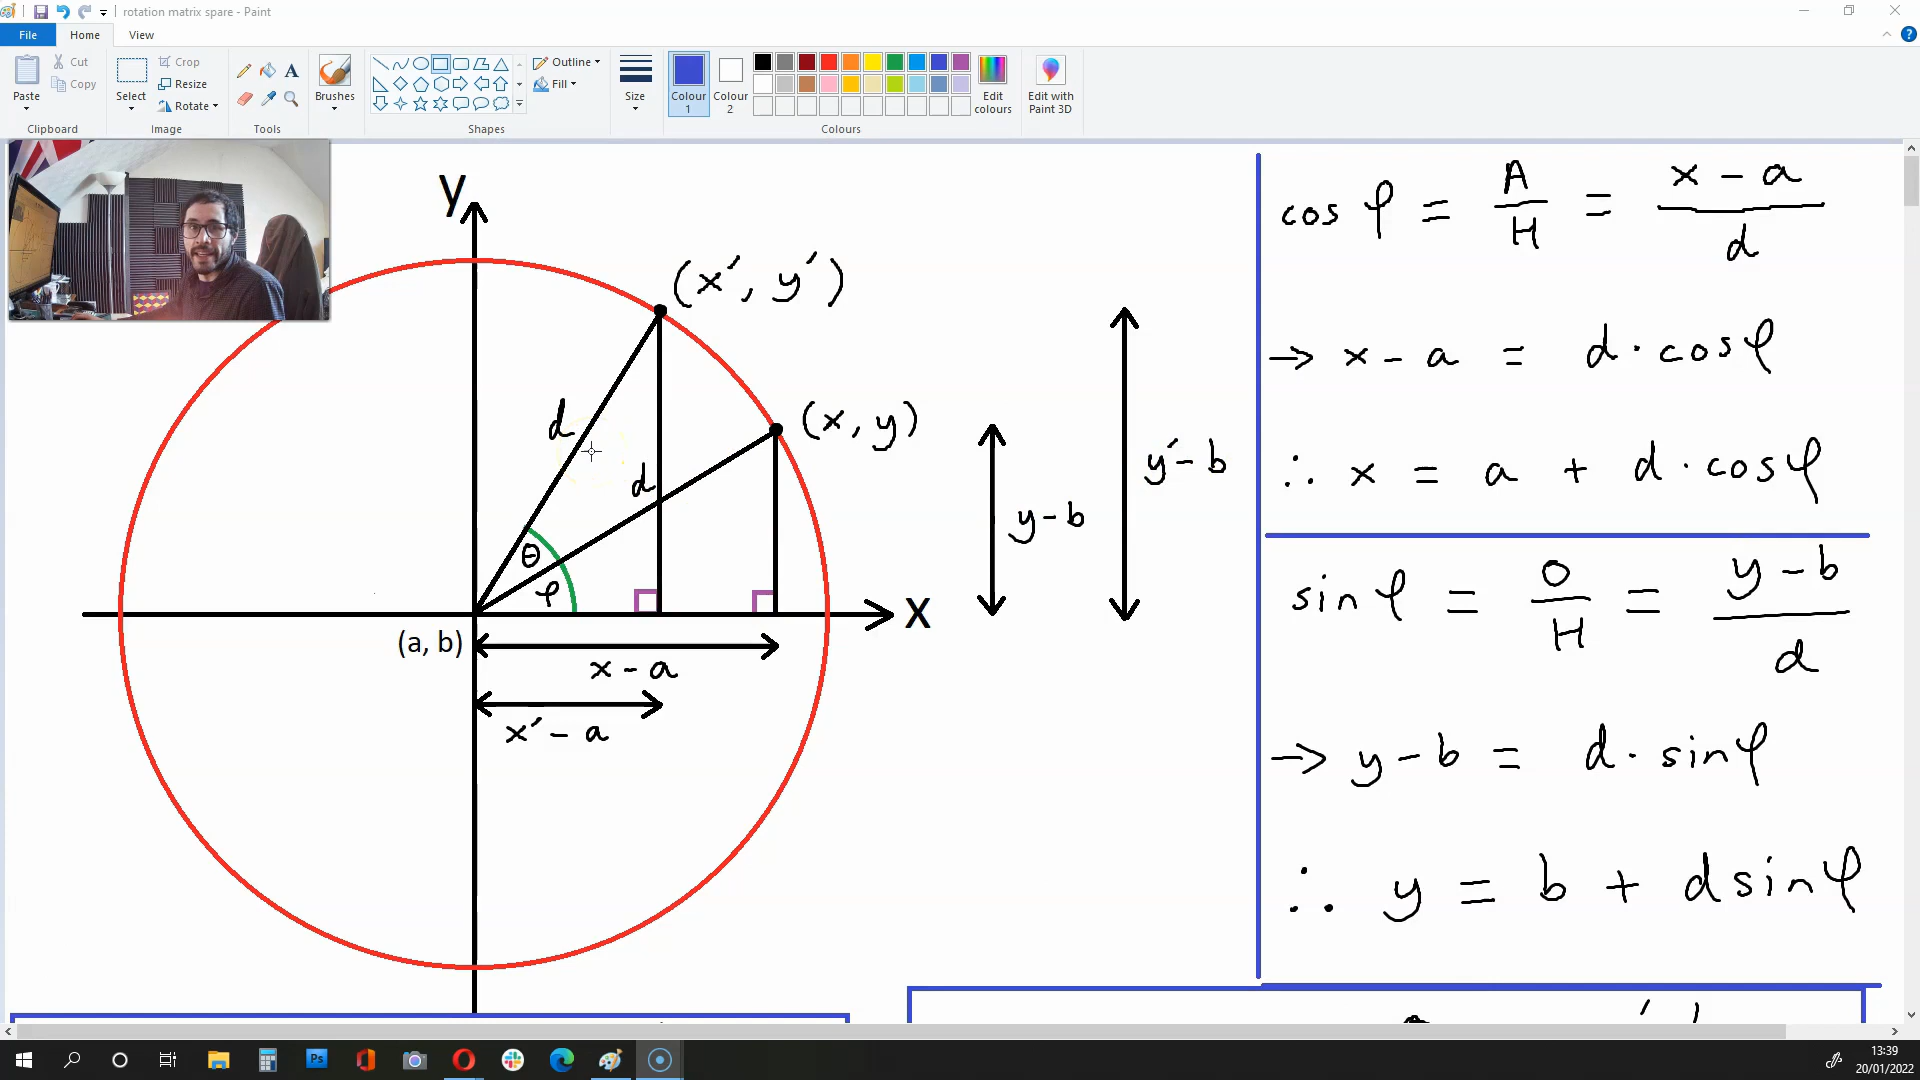 rotation matrix spare - Paint
File Home View
Paste
Cut
Copy
Clipboard
Select
Crop
Resize
Rotate
Image
Tools
Brushes
Shapes
Outline
Fill
Size
Colour 1
Colour 2
Colours
Edit colours
Edit with Paint 3D
y
(x′, y′)
(x, y)
d
d
θ
φ
x
(a, b)
x - a
x′ - a
y - b
y′ - b
cos φ = A/H = x - a/d
→ x - a = d · cos φ
∴ x = a + d · cos φ
sin φ = O/H = y - b/d
→ y - b = d · sin φ
∴ y = b + d sin φ
Ps
13:39
20/01/2022